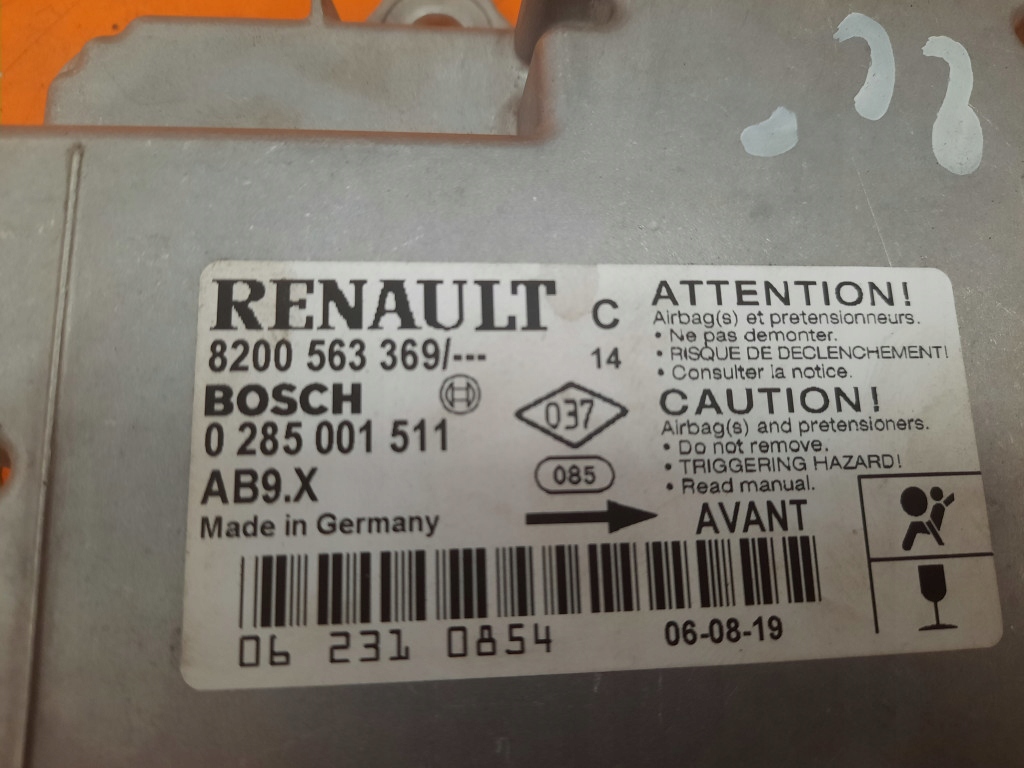 RENAULT C
8200 563 369/--- 14
BOSCH
0 285 001 511
AB9.X
Made in Germany
037
085
AVANT
ATTENTION!
Airbag(s) et pretensionneurs.
• Ne pas demonter.
• RISQUE DE DECLENCHEMENT!
• Consulter la notice.
CAUTION!
Airbag(s) and pretensioners.
• Do not remove.
• TRIGGERING HAZARD!
• Read manual.
06 231 0854
06-08-19